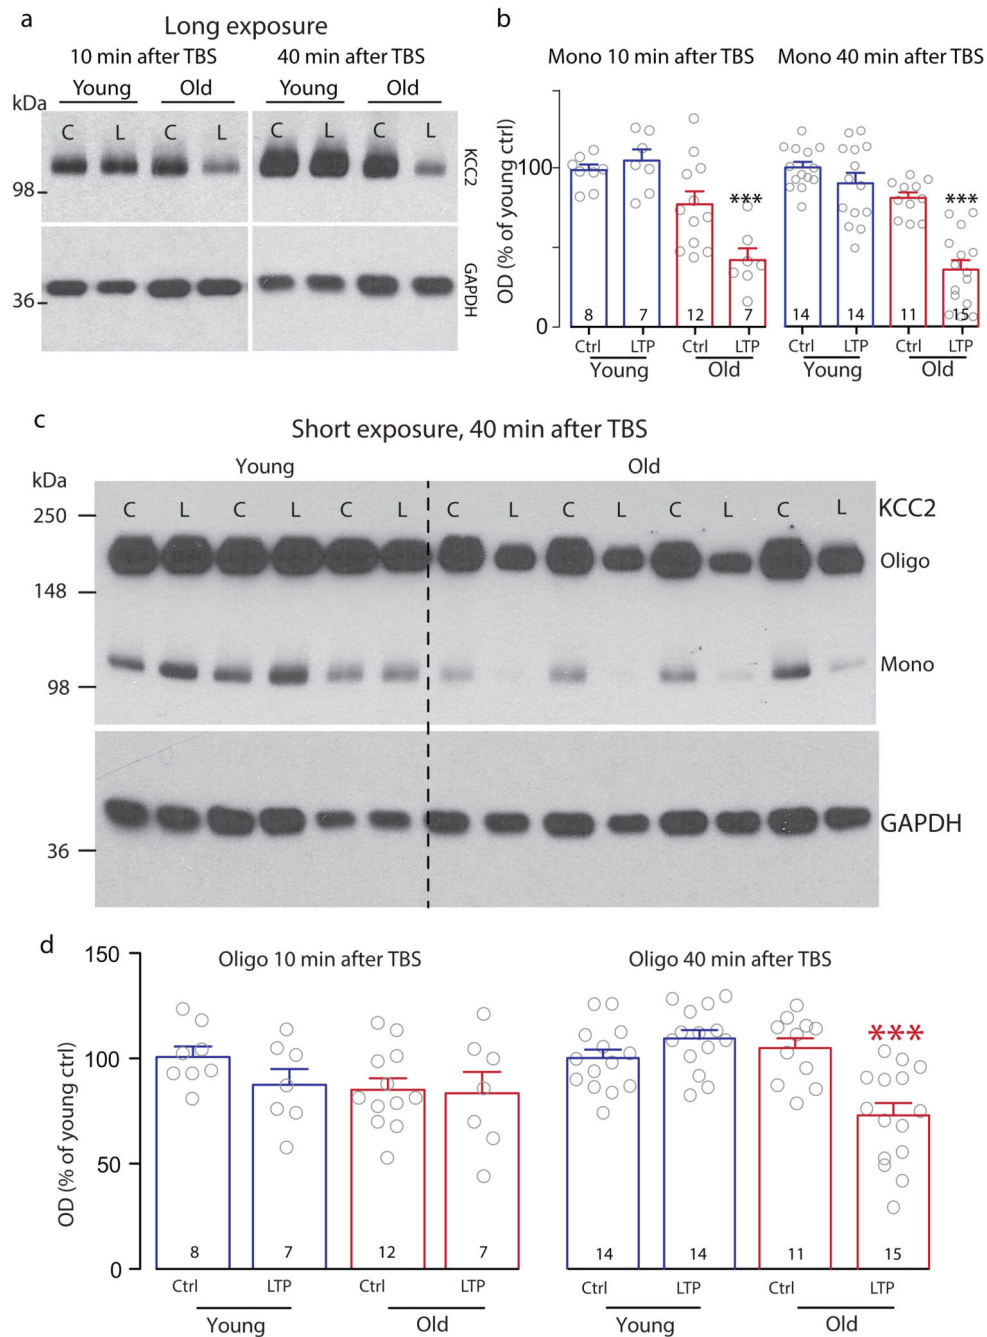 a
Long exposure
10 min after TBS 40 min after TBS
Young Old Young Old
kDa
C L C L C L C L
KCC2
98
GAPDH
36
b
Mono 10 min after TBS Mono 40 min after TBS
OD (% of young ctrl)
100
0
*** ***
8 7 12 7 14 14 11 15
Ctrl LTP Ctrl LTP Ctrl LTP Ctrl LTP
Young Old Young Old
c
Short exposure, 40 min after TBS
Young Old
kDa
250
C L C L C L C L C L C L C L
KCC2
Oligo
148
Mono
98
GAPDH
36
d
Oligo 10 min after TBS Oligo 40 min after TBS
OD (% of young ctrl)
150
100
50
0
***
8 7 12 7 14 14 11 15
Ctrl LTP Ctrl LTP Ctrl LTP Ctrl LTP
Young Old Young Old